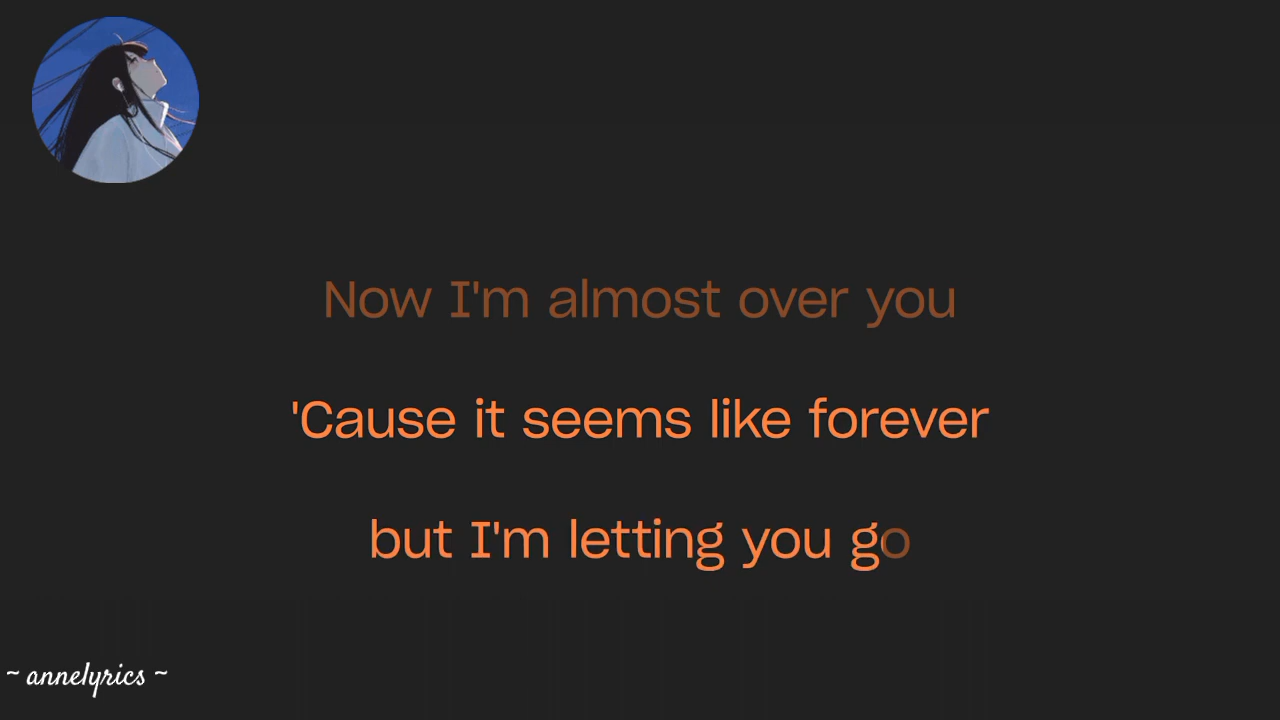 Now I'm almost over you
'Cause it seems like forever
but I'm letting you go
~ annelyrics ~